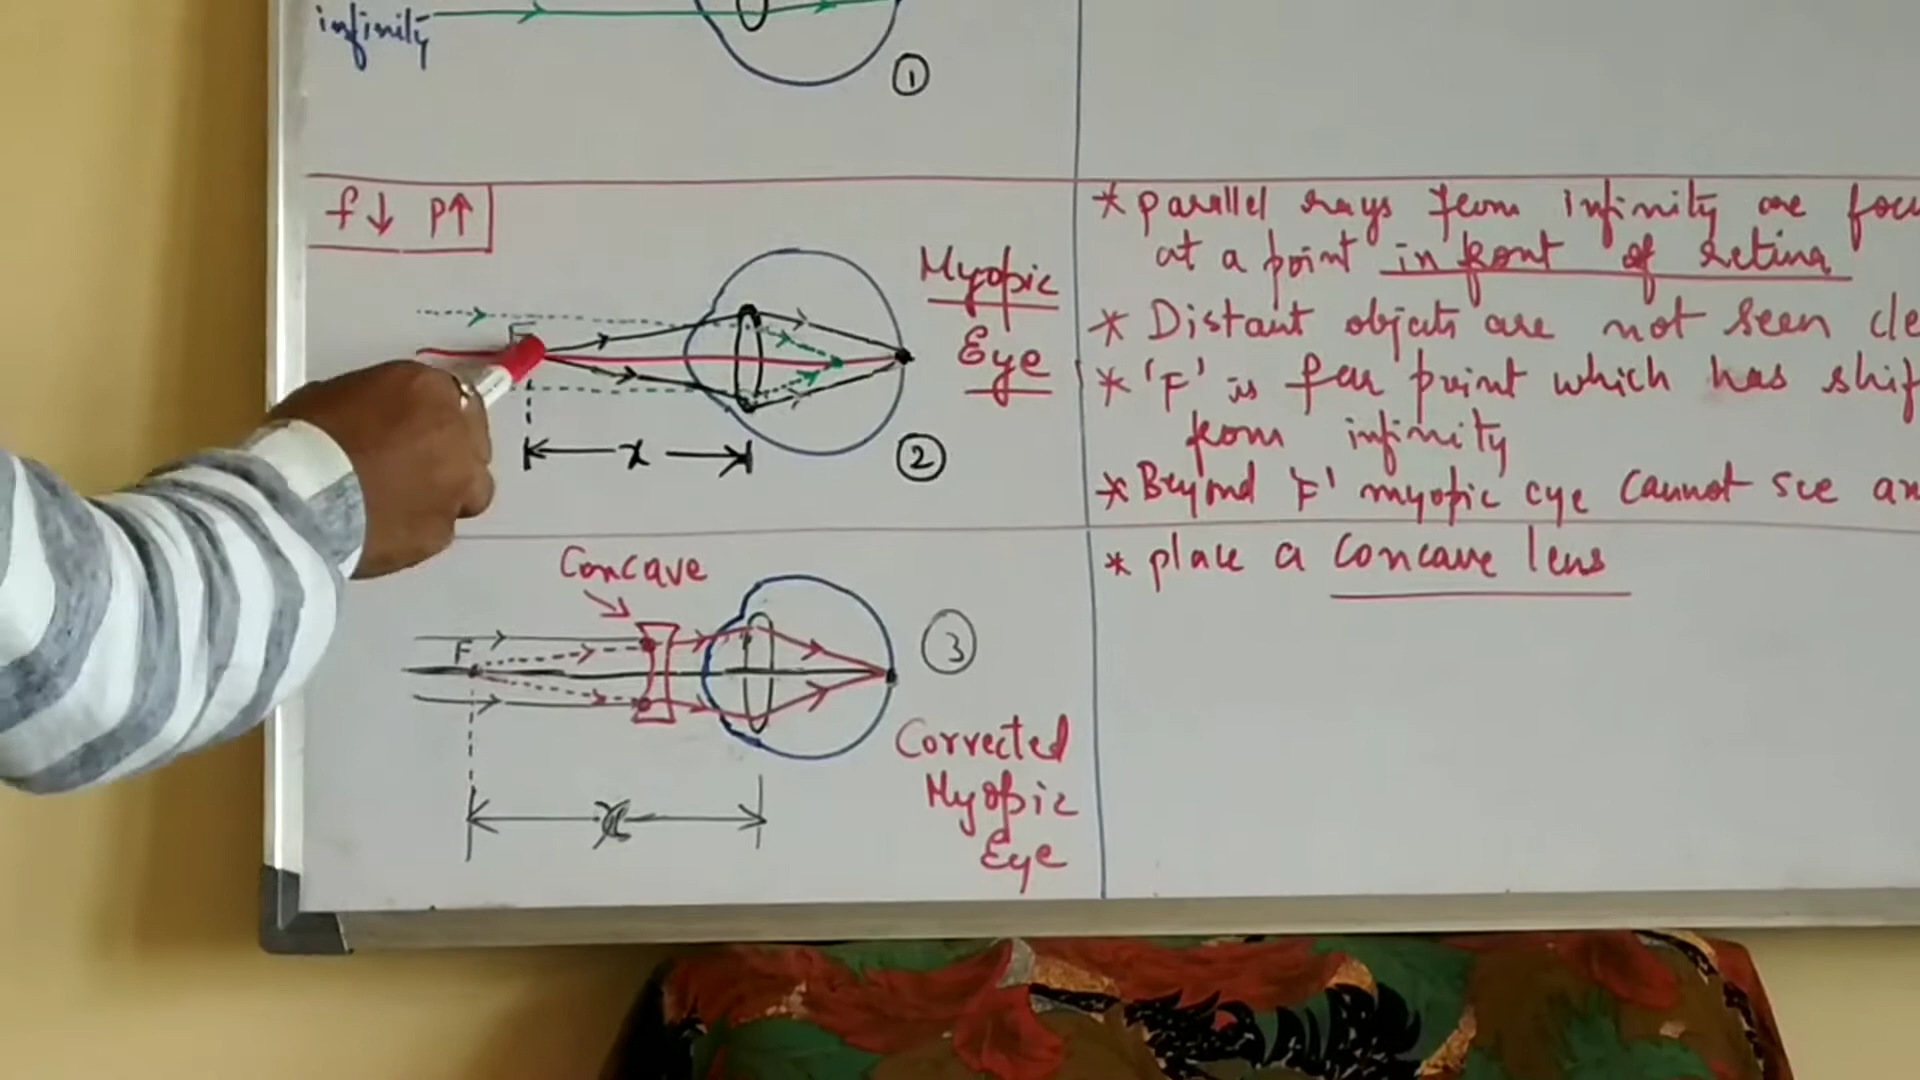 infinity
①
f↓ P↑
F
Myopic
Eye
x
②
* parallel rays from infinity are
at a point in front of retina
* Distant objects are not seen
* 'F' is far point which has
from infinity
* Beyond 'F' myopic eye cannot see
Concave
F
③
x
Corrected
Myopic
Eye
* place a concave lens